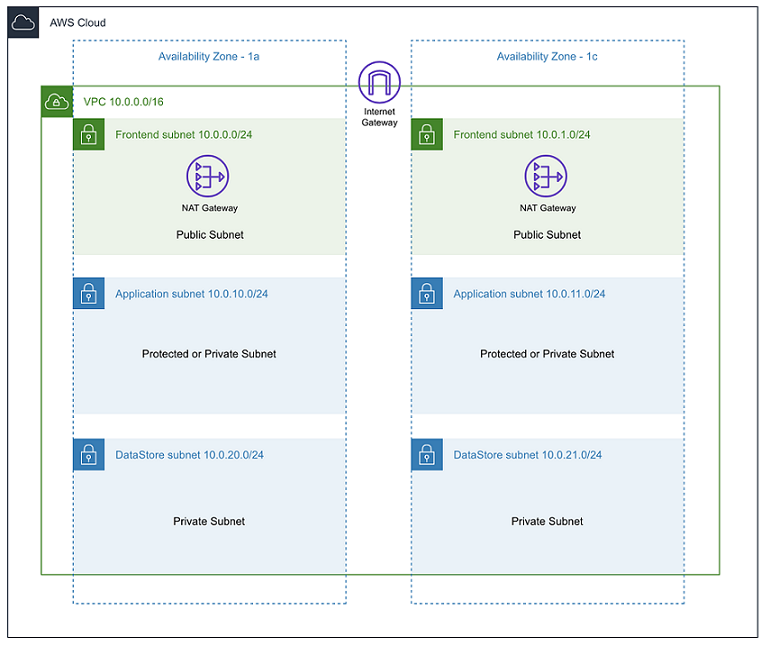 AWS Cloud
Availability Zone - 1a
Availability Zone - 1c
Internet
Gateway
VPC 10.0.0.0/16
Frontend subnet 10.0.0.0/24
NAT Gateway
Public Subnet
Frontend subnet 10.0.1.0/24
NAT Gateway
Public Subnet
Application subnet 10.0.10.0/24
Protected or Private Subnet
Application subnet 10.0.11.0/24
Protected or Private Subnet
DataStore subnet 10.0.20.0/24
Private Subnet
DataStore subnet 10.0.21.0/24
Private Subnet